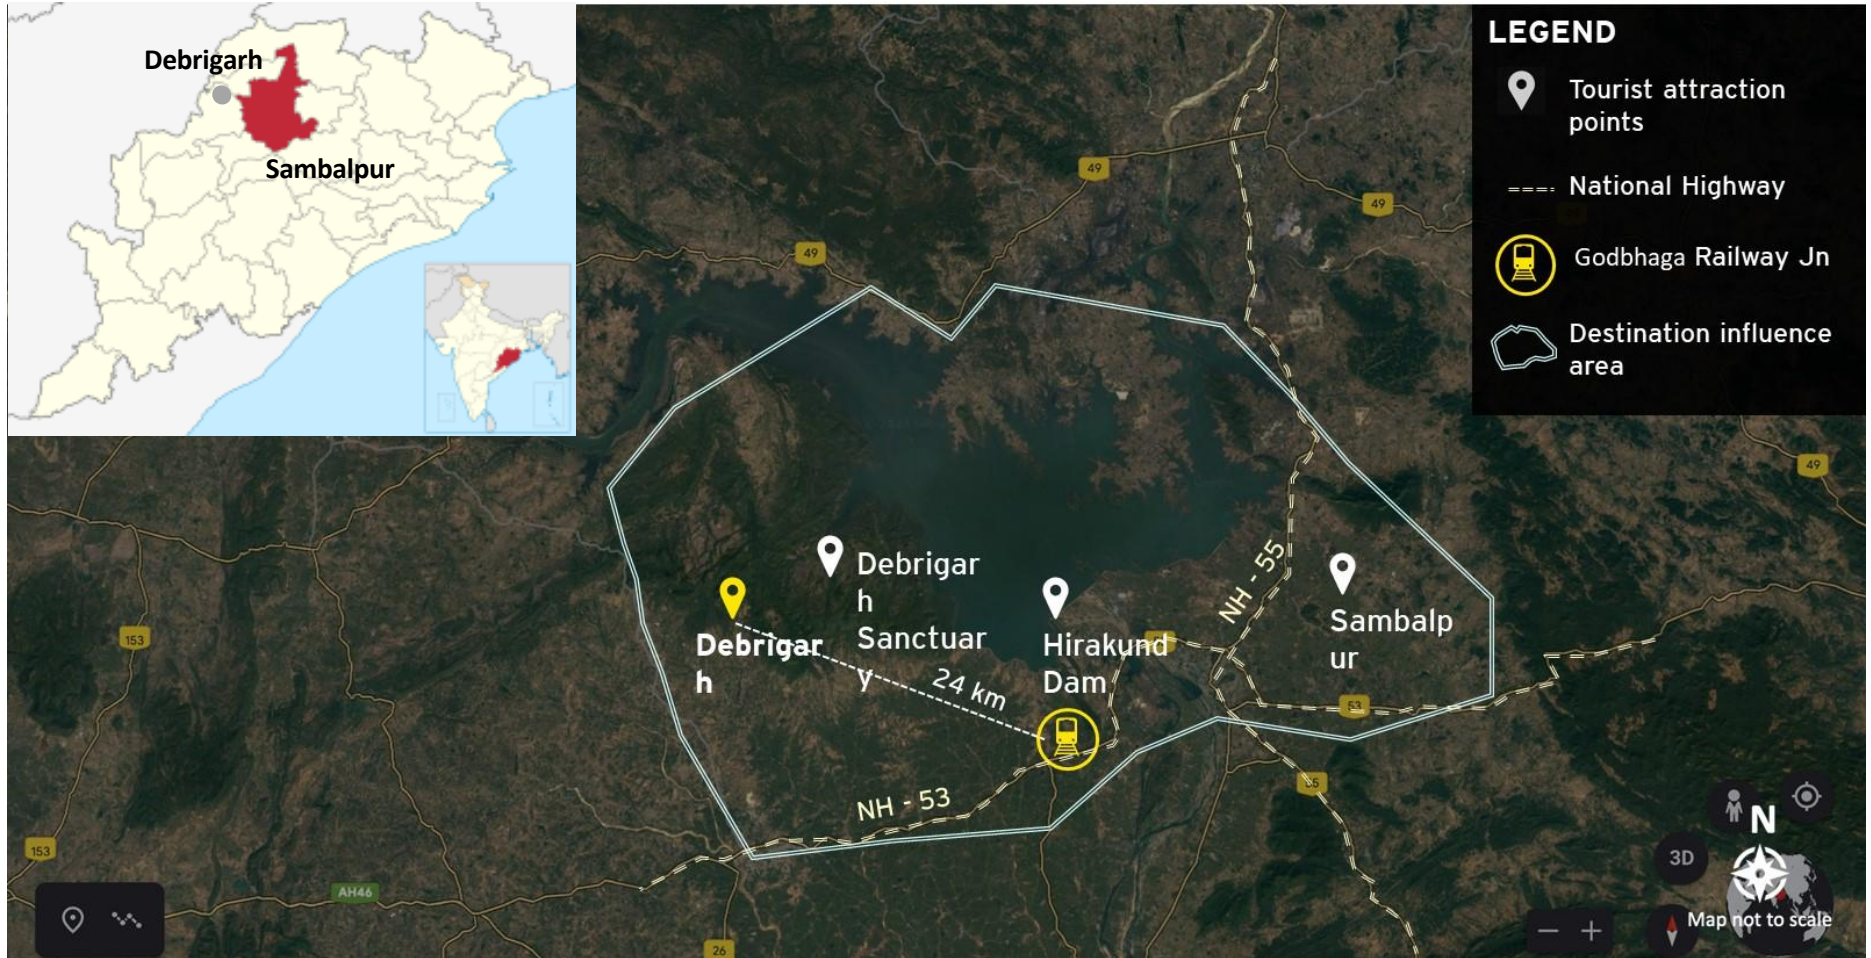 Debrigarh
Sambalpur
LEGEND
Tourist attraction
points
National Highway
Godbhaga Railway Jn
Destination influence
area
49
49
49
49
NH - 55
Debrigar
h
Sanctuar
y
Debrigar
h
24 km
Hirakund
Dam
Sambalp
ur
53
NH - 53
55
153
153
AH46
26
3D
N
Map not to scale